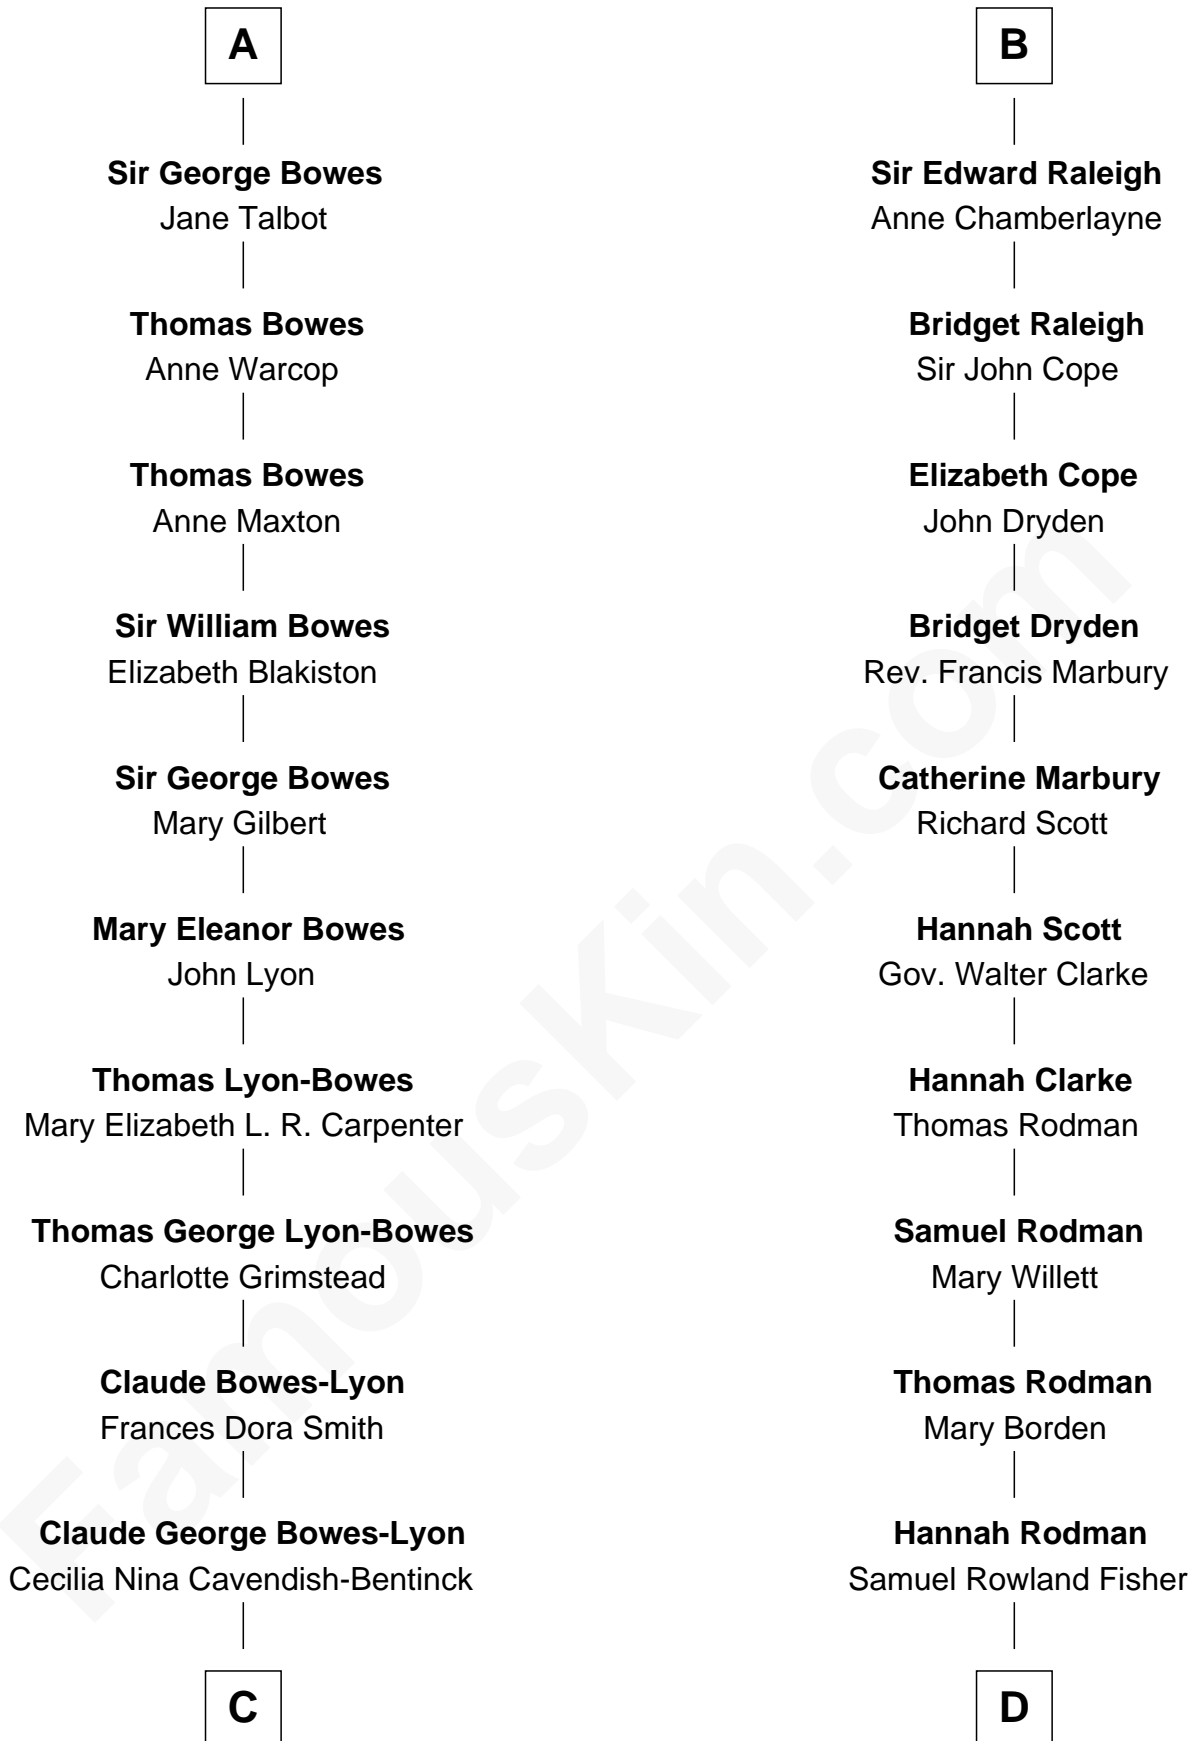 A
Sir George Bowes
Jane Talbot
Thomas Bowes
Anne Warcop
Thomas Bowes
Anne Maxton
Sir William Bowes
Elizabeth Blakiston
Sir George Bowes
Mary Gilbert
Mary Eleanor Bowes
John Lyon
Thomas Lyon-Bowes
Mary Elizabeth L. R. Carpenter
Thomas George Lyon-Bowes
Charlotte Grimstead
Claude Bowes-Lyon
Frances Dora Smith
Claude George Bowes-Lyon
Cecilia Nina Cavendish-Bentinck
C
B
Sir Edward Raleigh
Anne Chamberlayne
Bridget Raleigh
Sir John Cope
Elizabeth Cope
John Dryden
Bridget Dryden
Rev. Francis Marbury
Catherine Marbury
Richard Scott
Hannah Scott
Gov. Walter Clarke
Hannah Clarke
Thomas Rodman
Samuel Rodman
Mary Willett
Thomas Rodman
Mary Borden
Hannah Rodman
Samuel Rowland Fisher
D
FamousKin.com